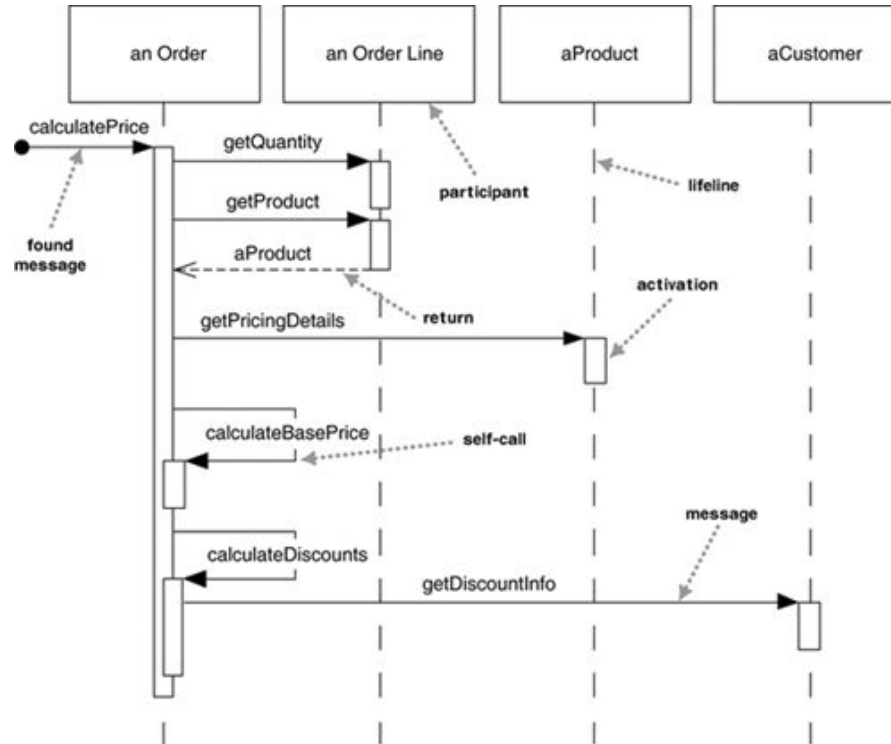 an Order
an Order Line
aProduct
aCustomer
calculatePrice
getQuantity
participant
lifeline
getProduct
found
message
aProduct
return
activation
getPricingDetails
calculateBasePrice
self-call
message
calculateDiscounts
getDiscountInfo